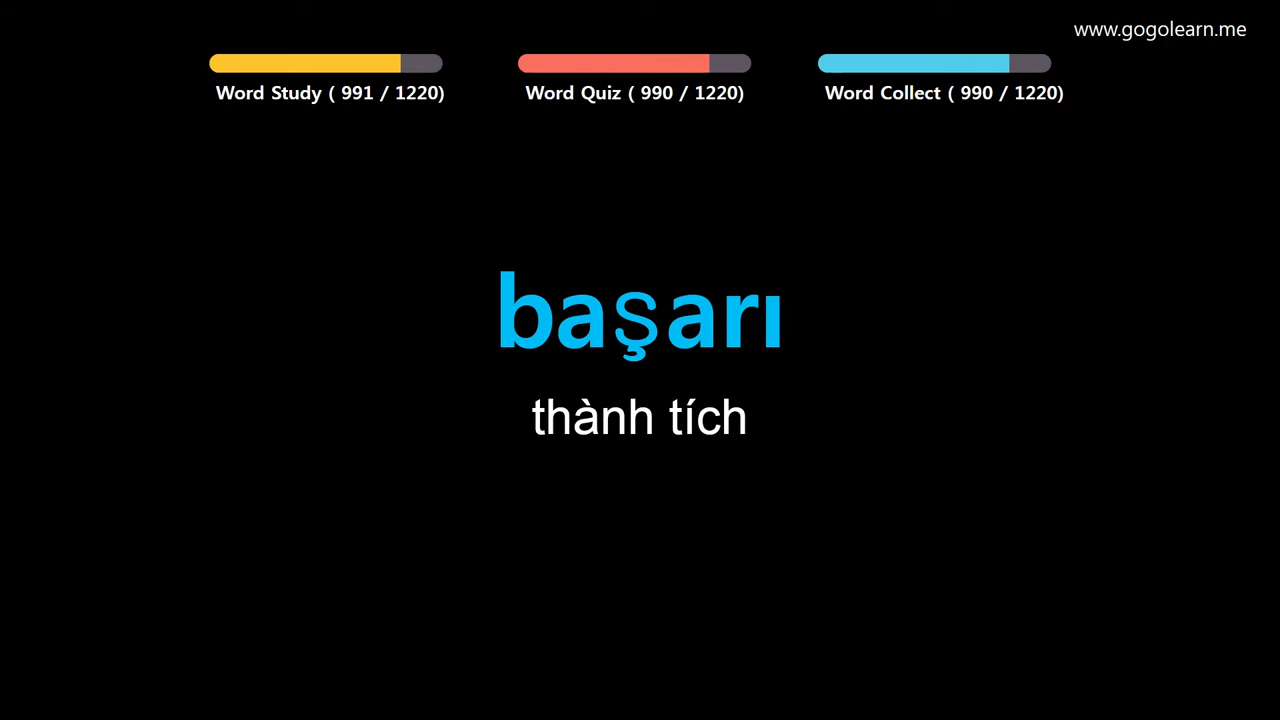 www.gogolearn.me
Word Study ( 991 / 1220)
Word Quiz ( 990 / 1220)
Word Collect ( 990 / 1220)
başarı
thành tích